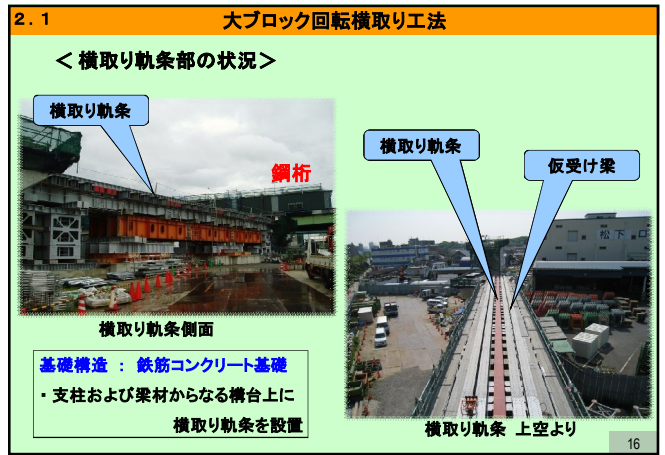 2.1 大ブロック回転横取り工法
＜横取り軌条部の状況＞
横取り軌条
鋼桁
横取り軌条
仮受け梁
松下
横取り軌条側面
基礎構造 ： 鉄筋コンクリート基礎
・支柱および梁材からなる構台上に
横取り軌条を設置
横取り軌条 上空より
16